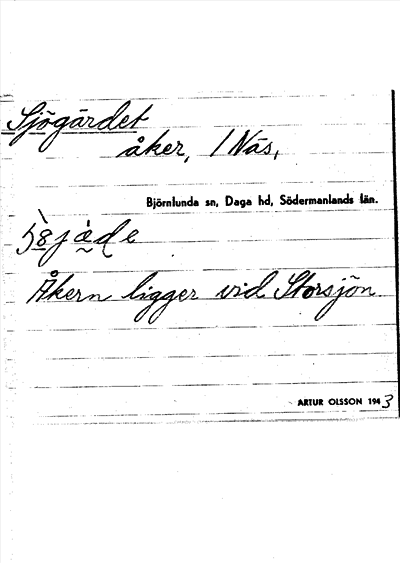 Sjögärdet
åker, 1 Näs,
Björnlunda sn, Daga hd, Södermanlands län.
Åkern ligger vid Storsjön.
ARTUR OLSSON 1943